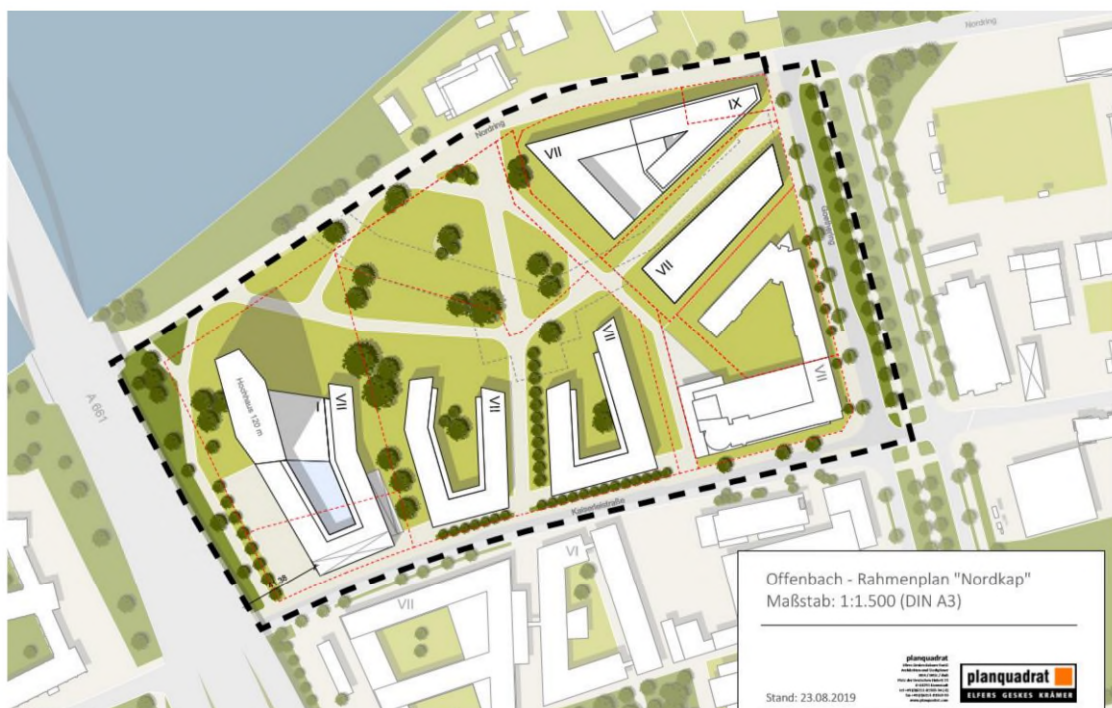 Nordring
IX
Nordring
VII
VII
VII
Hochhaus 120 m
VII
VII
I
VII
A 661
Kaiserleistraße
VI
VII
Offenbach - Rahmenplan "Nordkap"
Maßstab: 1:1.500 (DIN A3)
planquadrat
planquadrat
ELFERS GESKES KRÄMER
Stand: 23.08.2019